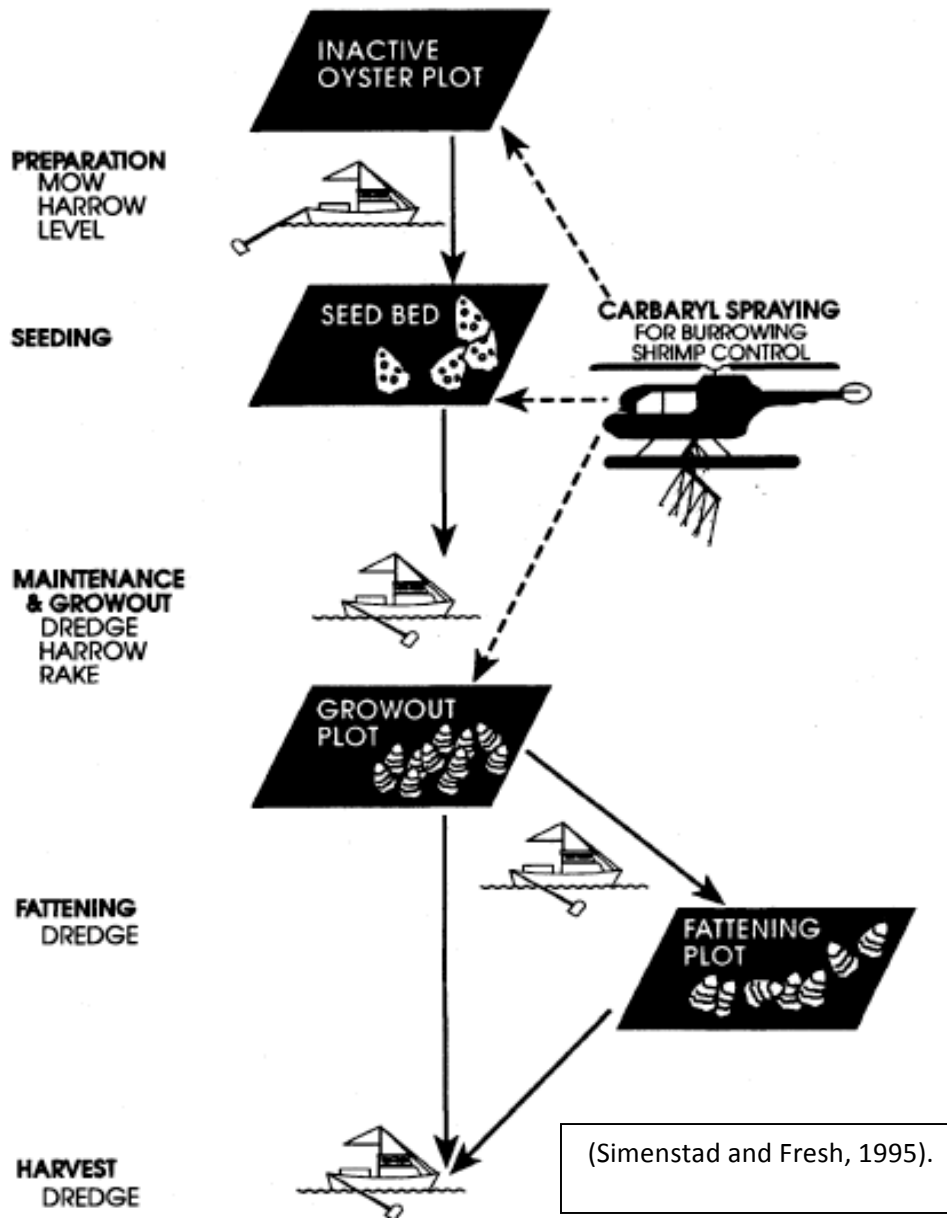 INACTIVE
OYSTER PLOT
PREPARATION
MOW
HARROW
LEVEL
SEEDING
SEED BED
CARBARYL SPRAYING
FOR BURROWING
SHRIMP CONTROL
MAINTENANCE
& GROWOUT
DREDGE
HARROW
RAKE
GROWOUT
PLOT
FATTENING
DREDGE
FATTENING
PLOT
HARVEST
DREDGE
(Simenstad and Fresh, 1995).